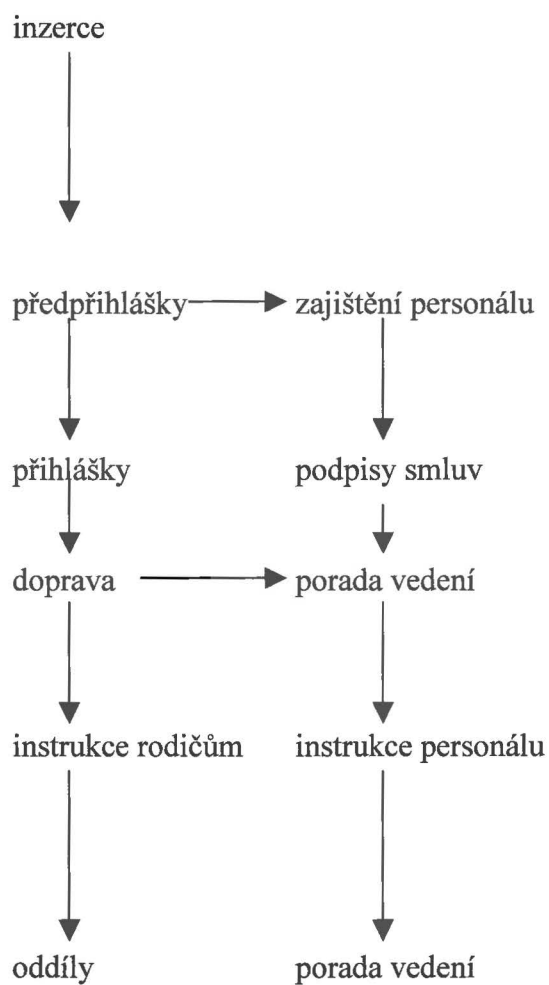 inzerce
předpřihlášky zajištění personálu
přihlášky podpisy smluv
doprava porada vedení
instrukce rodičům instrukce personálu
oddíly porada vedení